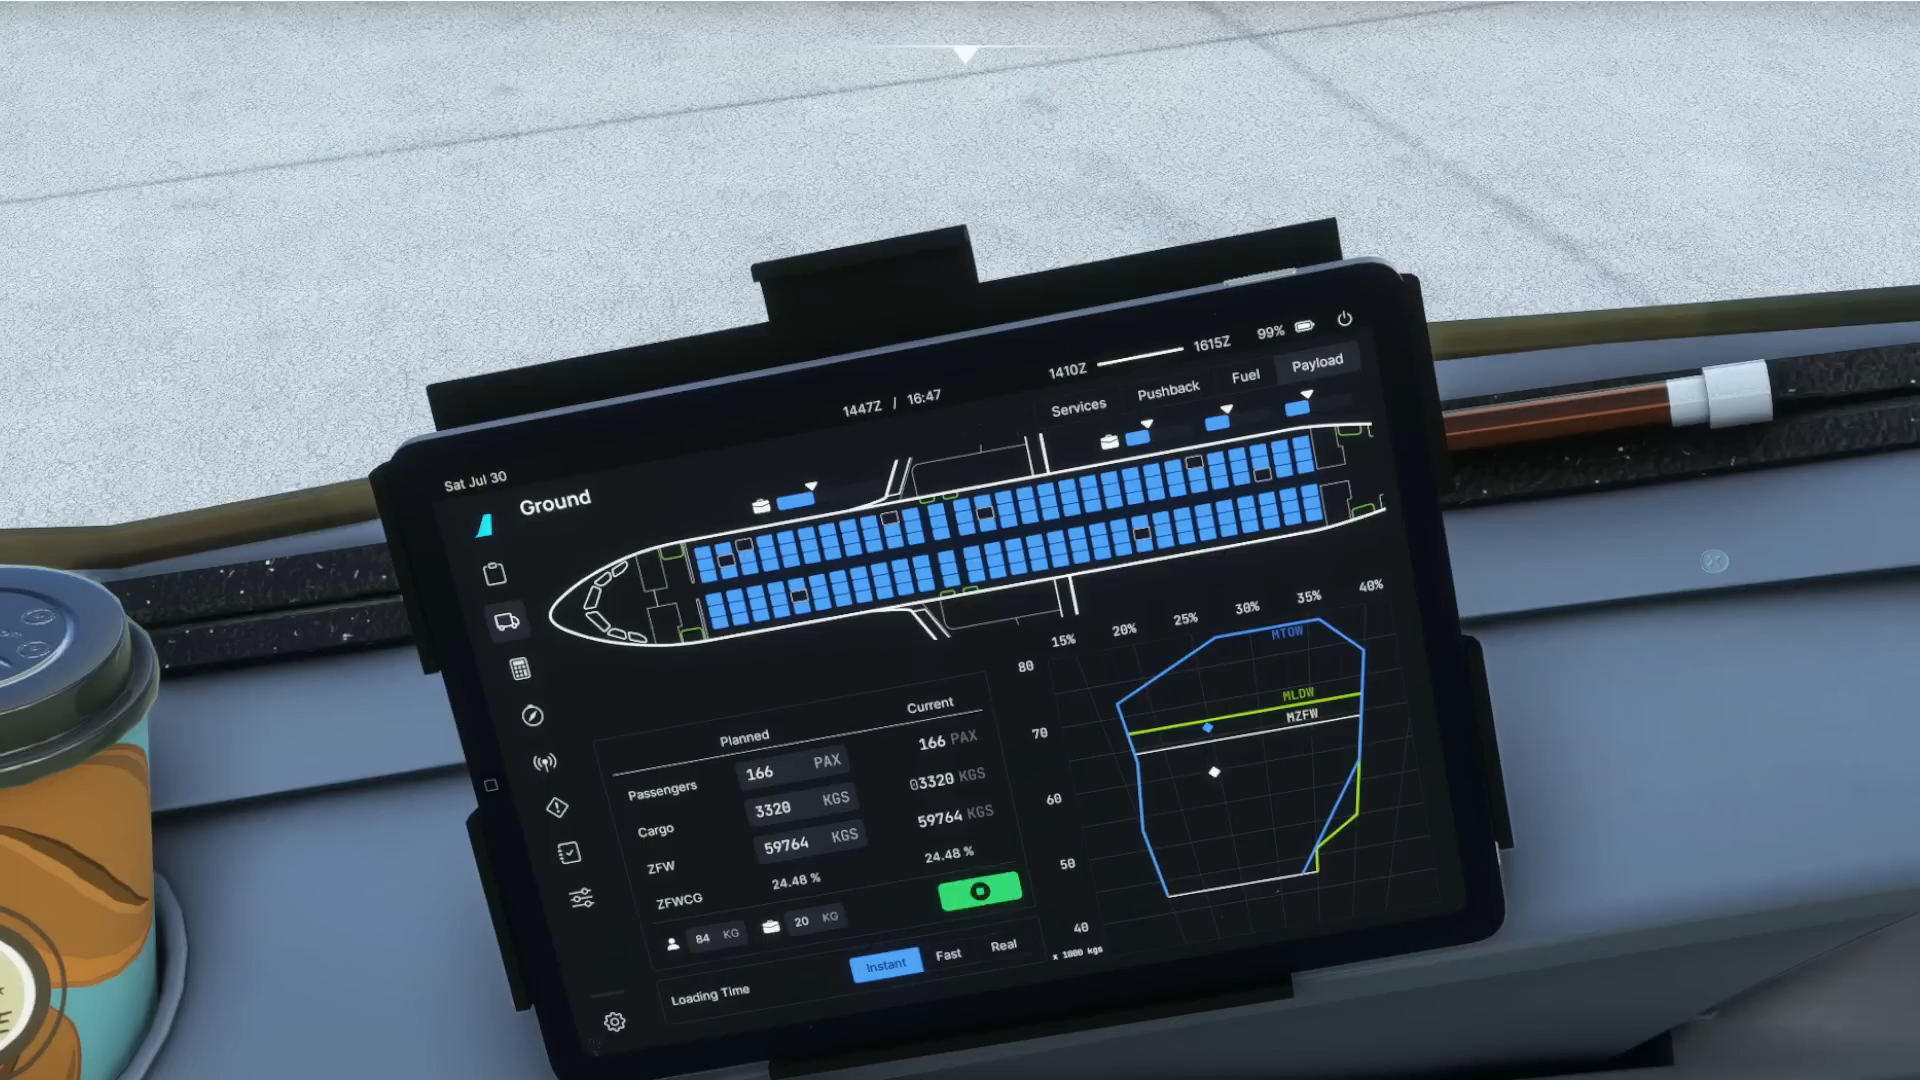 Sat Jul 30
1447Z / 16:47
1410Z 1615Z
99%
Ground
Services Pushback Fuel Payload
Planned Current
Passengers 166 PAX 166 PAX
Cargo 3320 KGS 03320 KGS
ZFW 59764 KGS 59764 KGS
ZFWCG 24.48 % 24.48 %
84 KG 20 KG
Loading Time Instant Fast Real
15% 20% 25% 30% 35% 40%
80
70
60
50
40
x 1000 kgs
MTOW
MLDW
MZFW